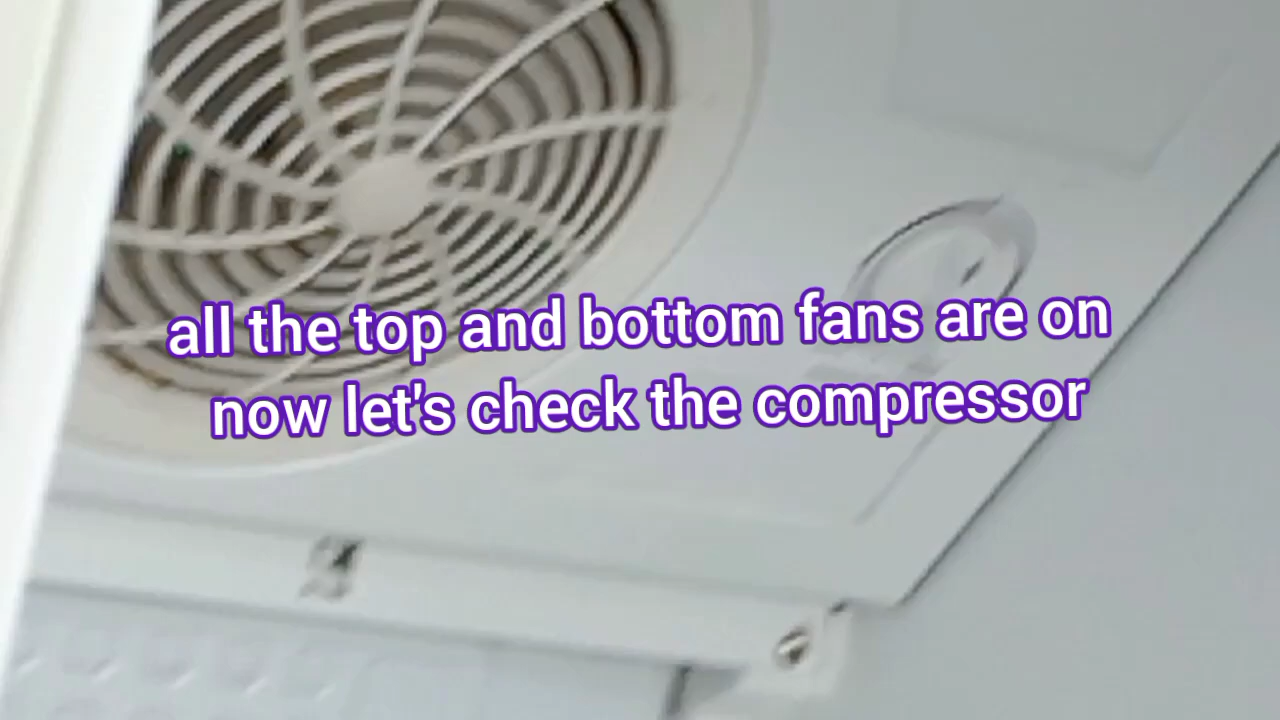 all the top and bottom fans are on
now let's check the compressor